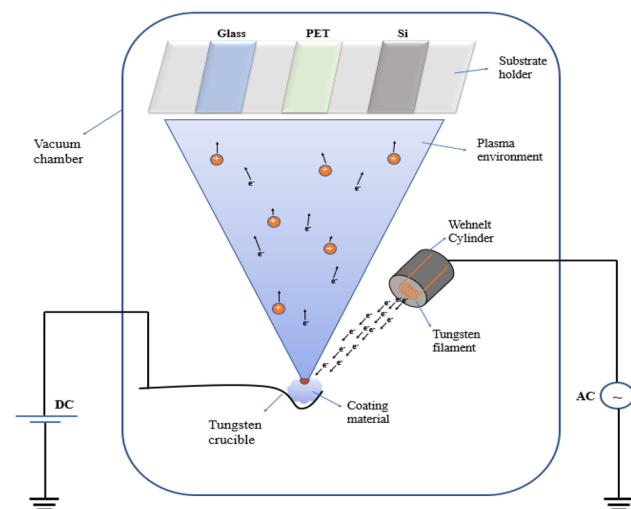 Glass
PET
Si
Substrate
holder
Vacuum
chamber
Plasma
environment
+
+
+
e-
e-
+
e-
Wehnelt
Cylinder
e-
+
e-
e-
e-
e-
e-
e-
e-
e-
Tungsten
filament
+
e-
e-
e-
e-
e-
e-
DC
AC
~
Tungsten
crucible
Coating
material